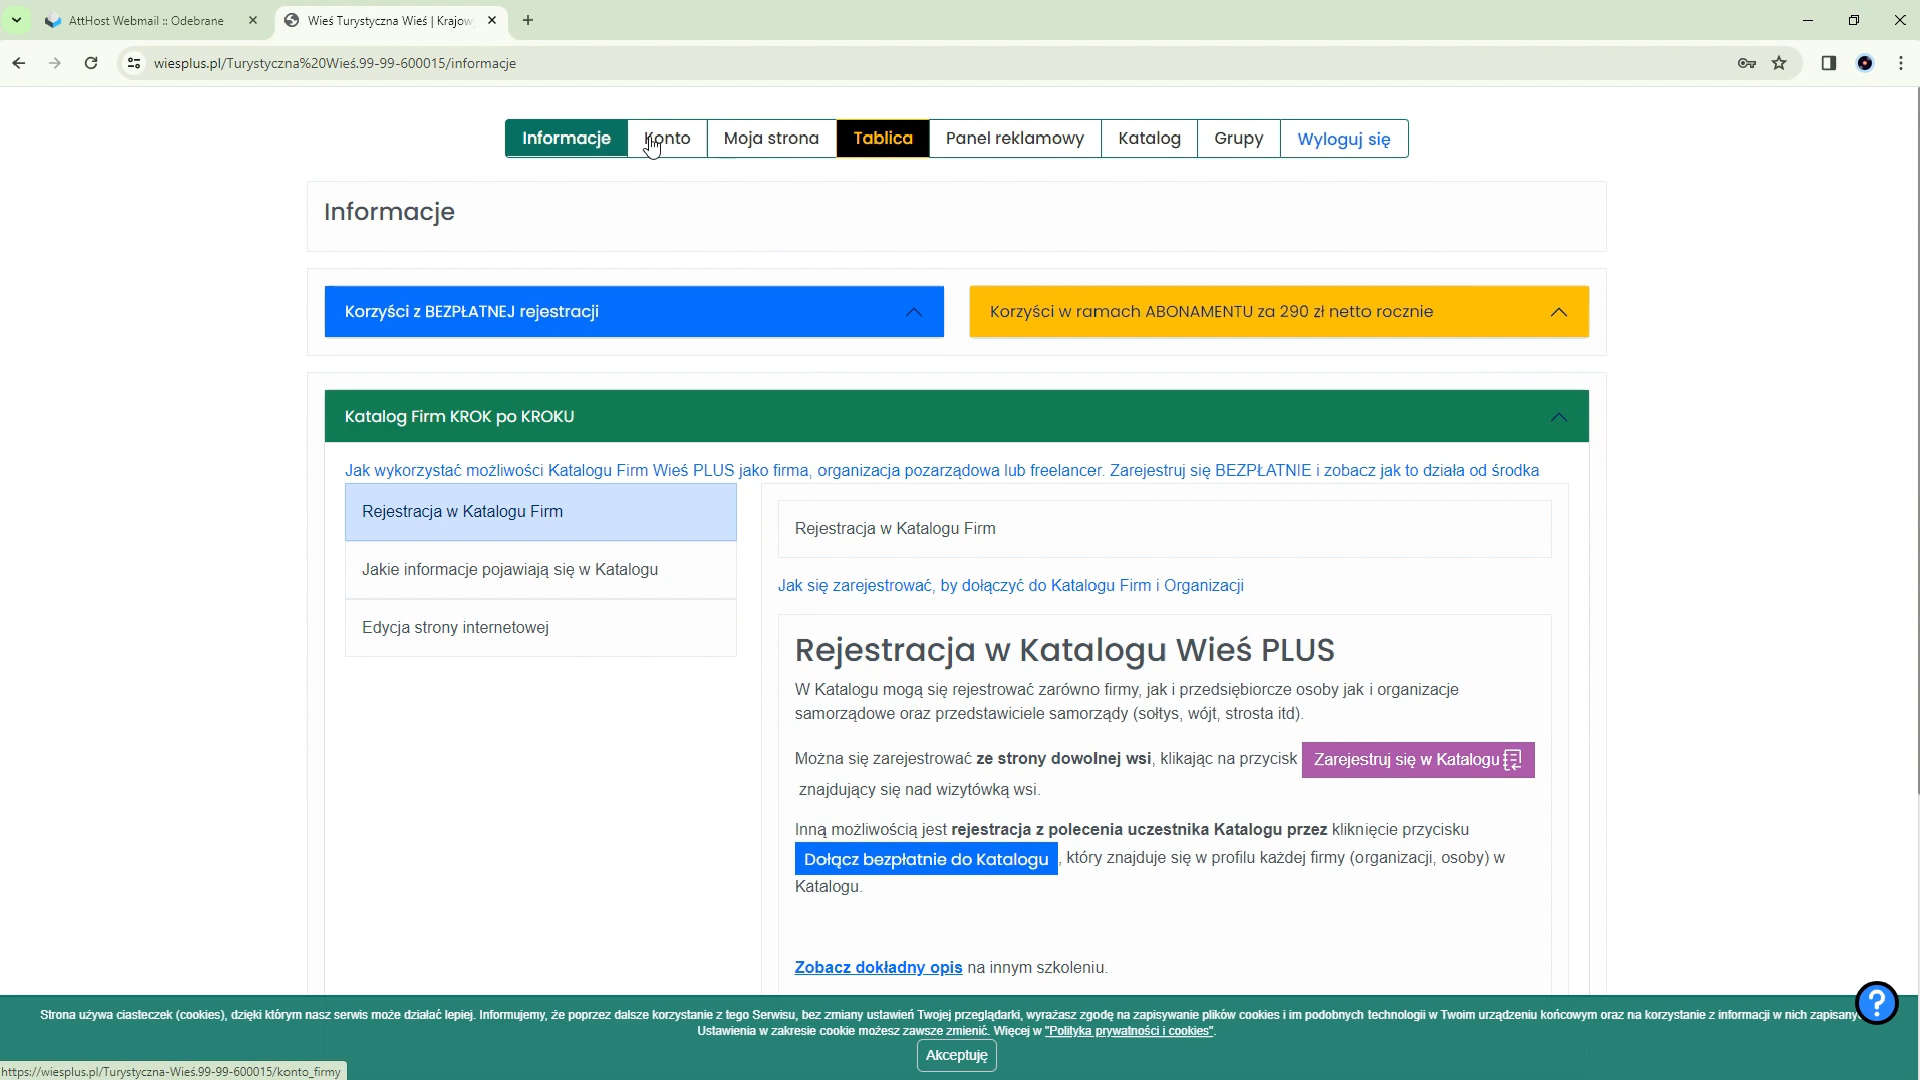 AttHost Webmail :: Odebrane
Wieś Turystyczna Wieś | Krajow
wiesplus.pl/Turystyczna%20Wieś.99-99-600015/informacje
Informacje Konto Moja strona Tablica Panel reklamowy Katalog Grupy Wyloguj się
Informacje
Korzyści z BEZPŁATNEJ rejestracji
Korzyści w ramach ABONAMENTU za 290 zł netto rocznie
Katalog Firm KROK po KROKU
Jak wykorzystać możliwości Katalogu Firm Wieś PLUS jako firma, organizacja pozarządowa lub freelancer. Zarejestruj się BEZPŁATNIE i zobacz jak to działa od środka
Rejestracja w Katalogu Firm
Jakie informacje pojawiają się w Katalogu
Edycja strony internetowej
Rejestracja w Katalogu Firm
Jak się zarejestrować, by dołączyć do Katalogu Firm i Organizacji
Rejestracja w Katalogu Wieś PLUS
W Katalogu mogą się rejestrować zarówno firmy, jak i przedsiębiorcze osoby jak i organizacje
samorządowe oraz przedstawiciele samorządy (sołtys, wójt, strosta itd).
Można się zarejestrować ze strony dowolnej wsi, klikając na przycisk Zarejestruj się w Katalogu
znajdujący się nad wizytówką wsi.
Inną możliwością jest rejestracja z polecenia uczestnika Katalogu przez kliknięcie przycisku
Dołącz bezpłatnie do Katalogu, który znajduje się w profilu każdej firmy (organizacji, osoby) w
Katalogu.
Zobacz dokładny opis na innym szkoleniu.
Strona używa ciasteczek (cookies), dzięki którym nasz serwis może działać lepiej. Informujemy, że poprzez dalsze korzystanie z tego Serwisu, bez zmiany ustawień Twojej przeglądarki, wyrażasz zgodę na zapisywanie plików cookies i im podobnych technologii w Twoim urządzeniu końcowym oraz na korzystanie z informacji w nich zapisany
Ustawienia w zakresie cookie możesz zawsze zmienić. Więcej w "Polityka prywatności i cookies".
Akceptuję
https://wiesplus.pl/Turystyczna-Wieś.99-99-600015/konto_firmy